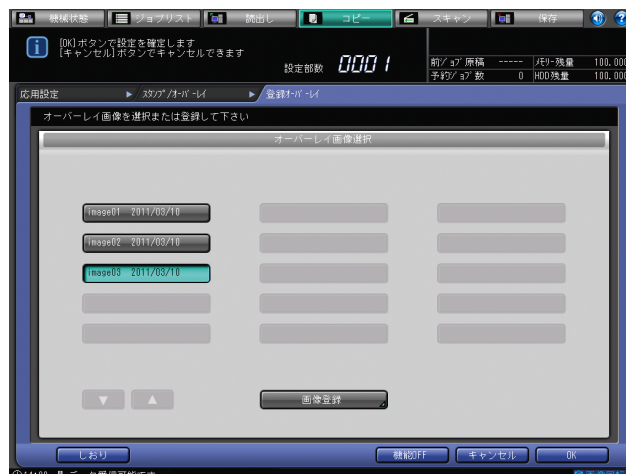 機械状態 ジョブリスト 読出し コピー スキャン 保存
[OK]ボタンで設定を確定します
[キャンセル]ボタンでキャンセルできます
設定部数 0001
前ジョブ原稿 ----- メモリー残量 100.000
予約ジョブ数 0 HDD残量 100.000
応用設定 スタンプ/オーバーレイ 登録オーバーレイ
オーバーレイ画像を選択または登録して下さい
オーバーレイ画像選択
image01 2011/03/10
image02 2011/03/10
image03 2011/03/10
画像登録
しおり 機能OFF キャンセル OK